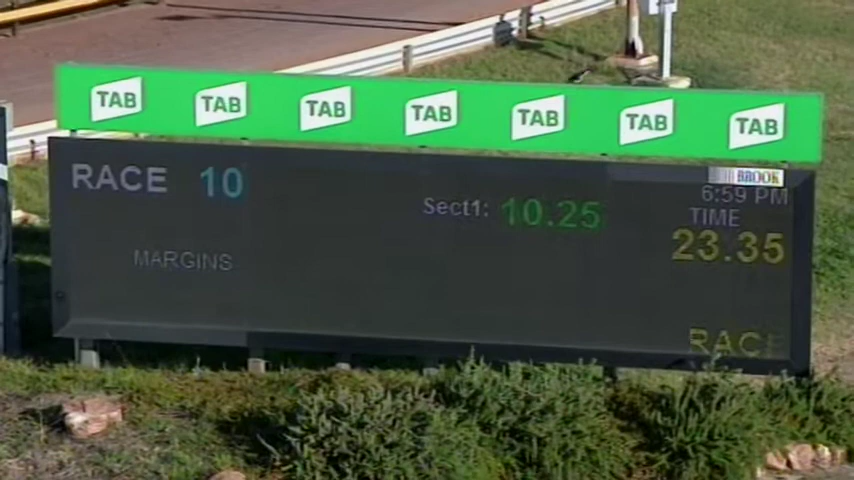 TAB TAB TAB TAB TAB TAB TAB
BROOK
RACE 10
6:59 PM
Sect1: 10.25
TIME
23.35
MARGINS
RACE